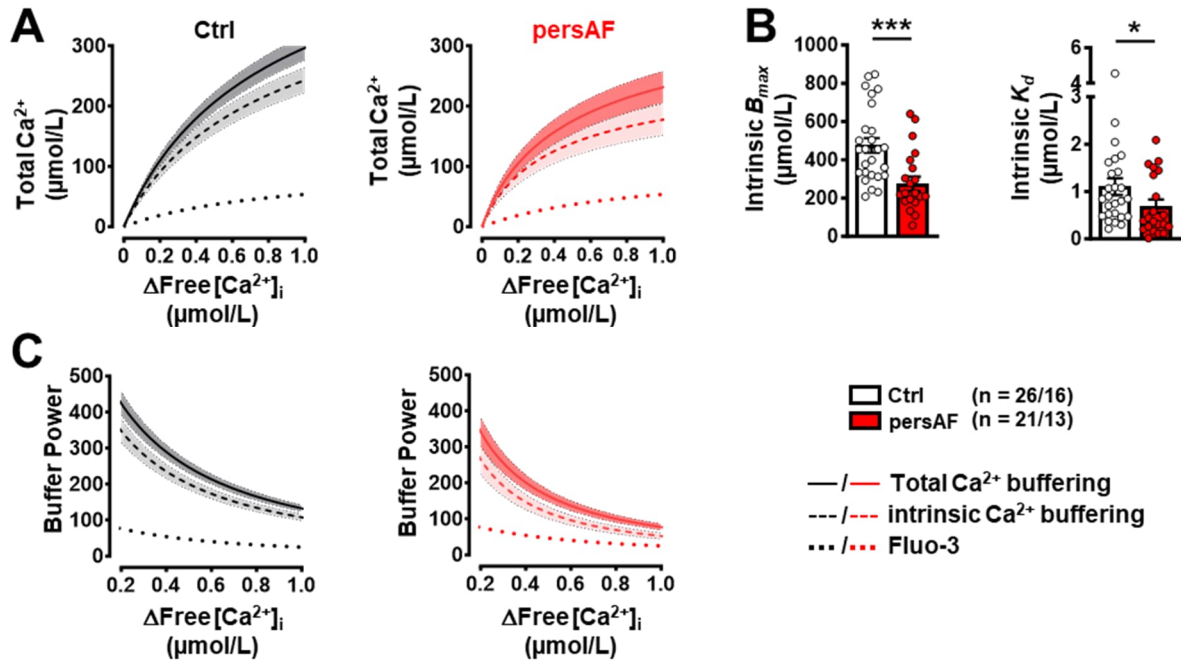 A
Ctrl
persAF
B
300
200
100
0
Total Ca²⁺
(µmol/L)
0 0.2 0.4 0.6 0.8 1.0
ΔFree [Ca²⁺]i
(µmol/L)
300
200
100
0
Total Ca²⁺
(µmol/L)
0 0.2 0.4 0.6 0.8 1.0
ΔFree [Ca²⁺]i
(µmol/L)
***
1000
800
600
400
200
0
Intrinsic Bmax
(µmol/L)
*
6
4
3
2
1
0
Intrinsic Kd
(µmol/L)
C
500
400
300
200
100
0
Buffer Power
0.2 0.4 0.6 0.8 1.0
ΔFree [Ca²⁺]i
(µmol/L)
500
400
300
200
100
0
Buffer Power
0.2 0.4 0.6 0.8 1.0
ΔFree [Ca²⁺]i
(µmol/L)
Ctrl (n = 26/16)
persAF (n = 21/13)
/ Total Ca²⁺ buffering
/ intrinsic Ca²⁺ buffering
/ Fluo-3